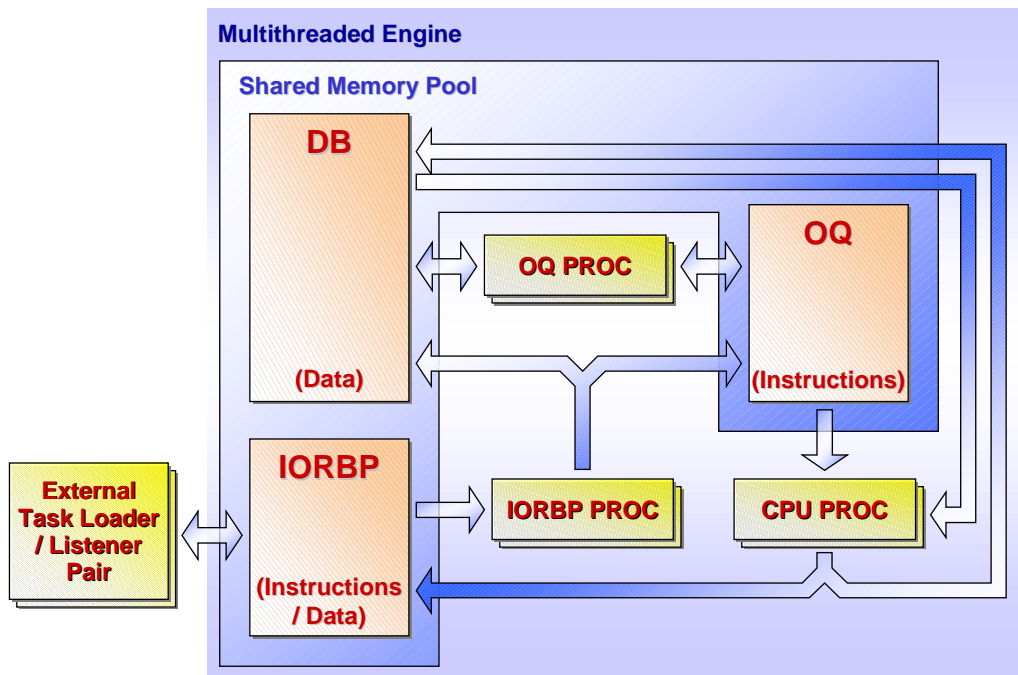 Multithreaded Engine
Shared Memory Pool
DB
(Data)
OQ PROC
OQ
(Instructions)
IORBP
(Instructions
/ Data)
IORBP PROC
CPU PROC
External
Task Loader
/ Listener
Pair